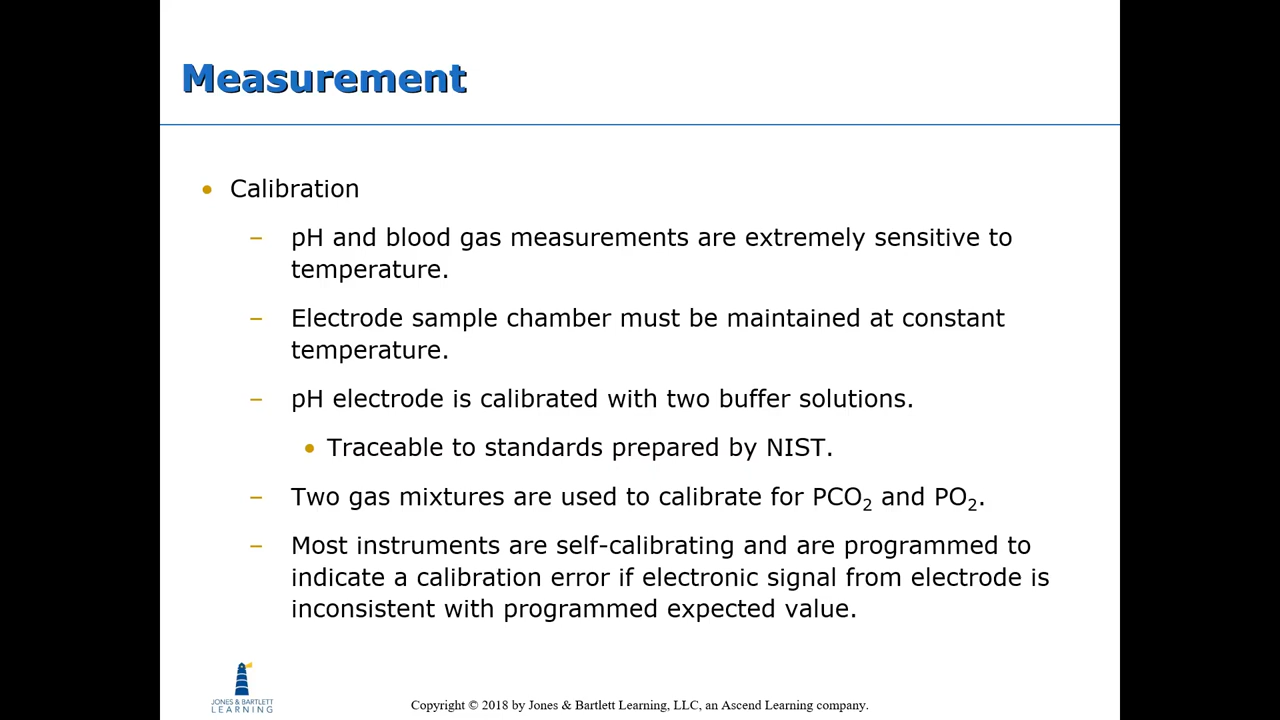 Measurement
• Calibration
– pH and blood gas measurements are extremely sensitive to
temperature.
– Electrode sample chamber must be maintained at constant
temperature.
– pH electrode is calibrated with two buffer solutions.
• Traceable to standards prepared by NIST.
– Two gas mixtures are used to calibrate for PCO₂ and PO₂.
– Most instruments are self-calibrating and are programmed to
indicate a calibration error if electronic signal from electrode is
inconsistent with programmed expected value.
JONES & BARTLETT
LEARNING
Copyright © 2018 by Jones & Bartlett Learning, LLC, an Ascend Learning company.